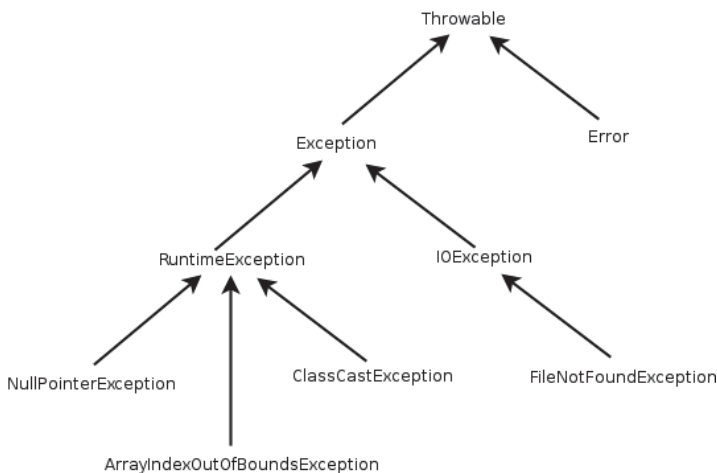 Throwable
Exception
Error
RuntimeException
IOException
NullPointerException
ClassCastException
FileNotFoundException
ArrayIndexOutOfBoundsException